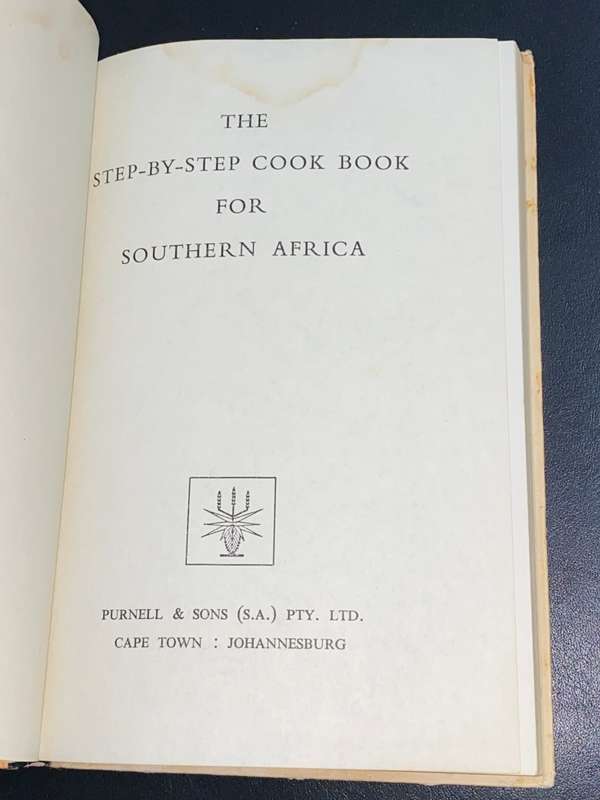 THE
STEP-BY-STEP COOK BOOK
FOR
SOUTHERN AFRICA
PURNELL & SONS (S.A.) PTY. LTD.
CAPE TOWN : JOHANNESBURG